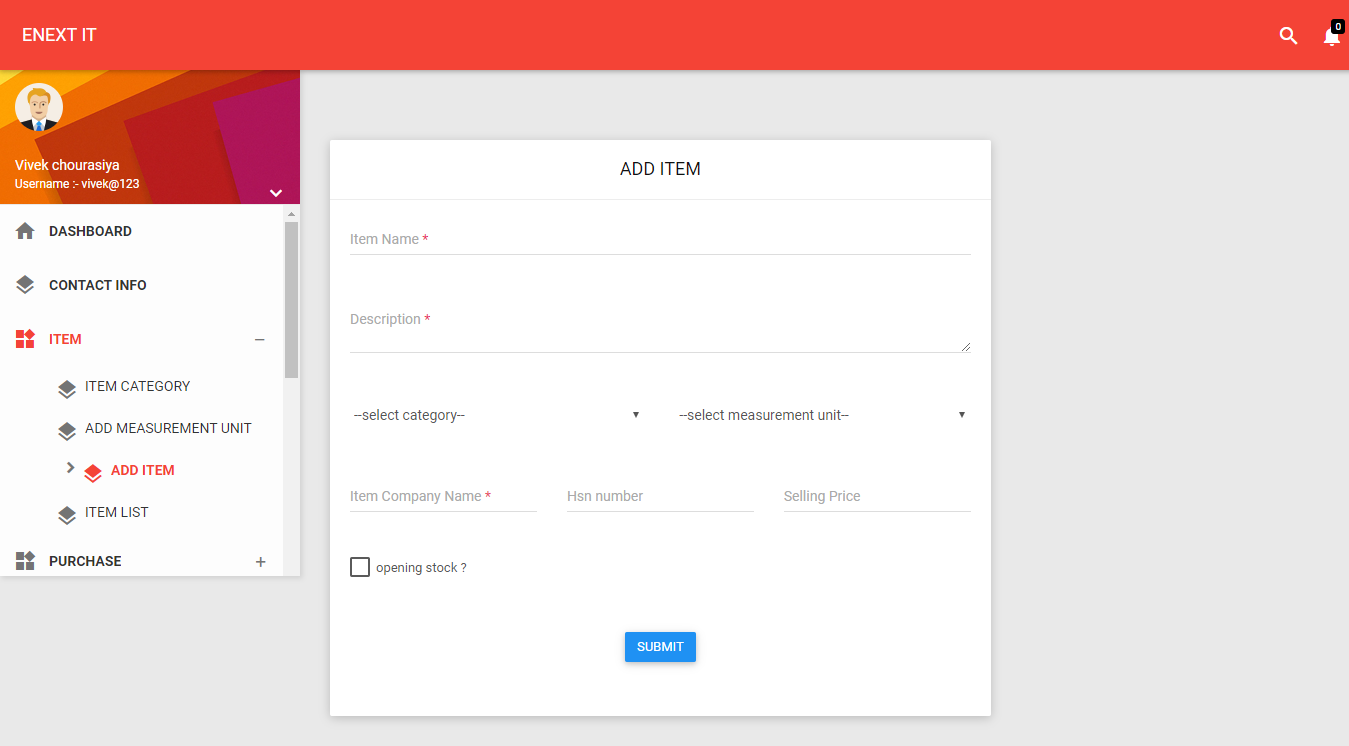 ENEXT IT
0
Vivek chourasiya
Username :- vivek@123
DASHBOARD
CONTACT INFO
ITEM
ITEM CATEGORY
ADD MEASUREMENT UNIT
ADD ITEM
ITEM LIST
PURCHASE
ADD ITEM
Item Name *
Description *
--select category-- --select measurement unit--
Item Company Name * Hsn number Selling Price
opening stock ?
SUBMIT